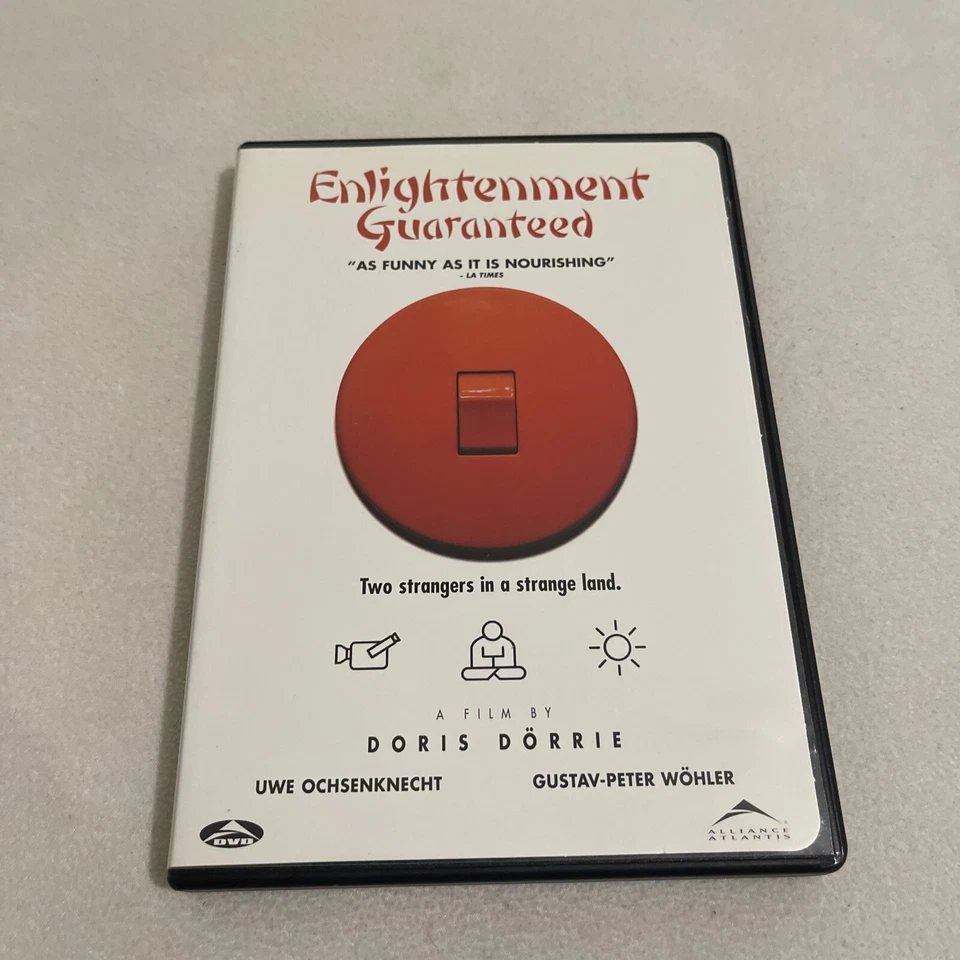 Enlightenment
Guaranteed
"AS FUNNY AS IT IS NOURISHING"
- LA TIMES
Two strangers in a strange land.
A FILM BY
DORIS DÖRRIE
UWE OCHSENKNECHT GUSTAV-PETER WÖHLER
DVD
ALLIANCE
ATLANTIS